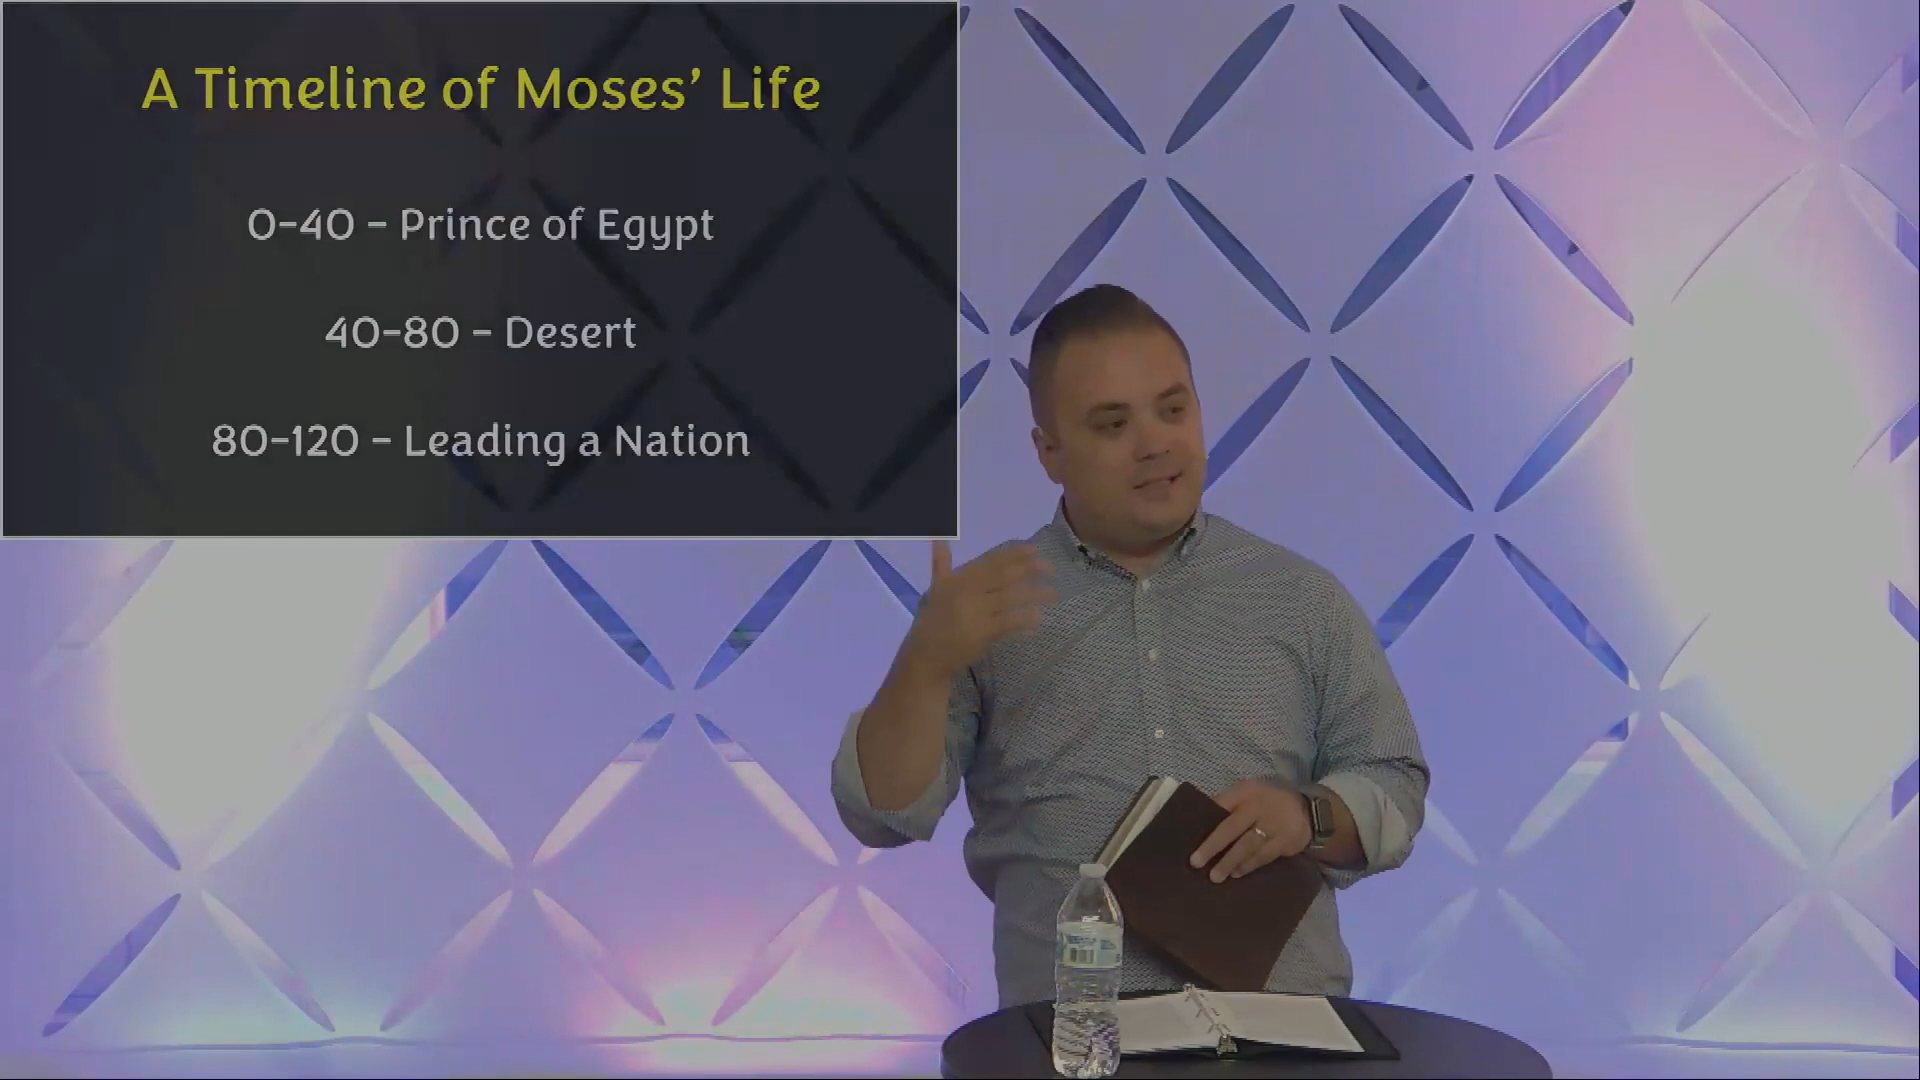 A Timeline of Moses' Life
0-40 - Prince of Egypt
40-80 - Desert
80-120 - Leading a Nation